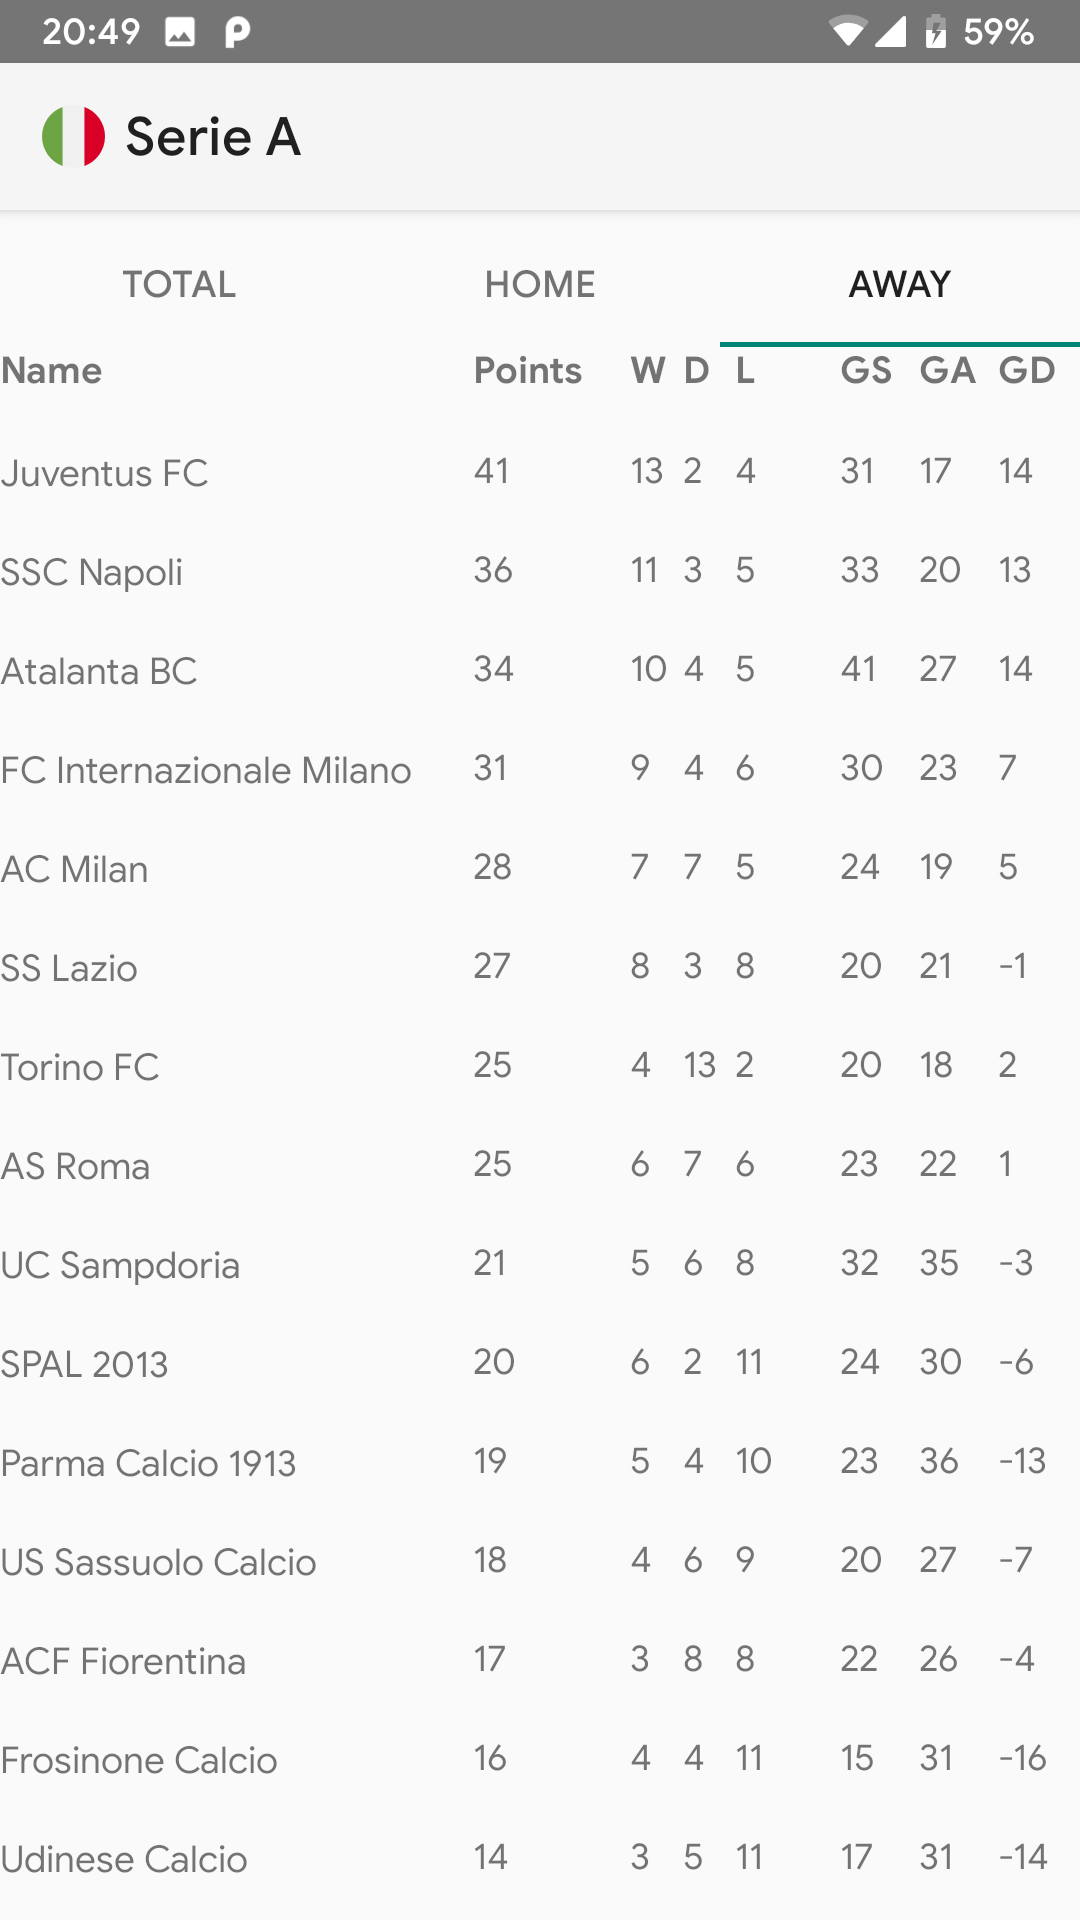 20:49 59%
Serie A
TOTAL HOME AWAY
Name Points W D L GS GA GD
Juventus FC 41 13 2 4 31 17 14
SSC Napoli 36 11 3 5 33 20 13
Atalanta BC 34 10 4 5 41 27 14
FC Internazionale Milano 31 9 4 6 30 23 7
AC Milan 28 7 7 5 24 19 5
SS Lazio 27 8 3 8 20 21 -1
Torino FC 25 4 13 2 20 18 2
AS Roma 25 6 7 6 23 22 1
UC Sampdoria 21 5 6 8 32 35 -3
SPAL 2013 20 6 2 11 24 30 -6
Parma Calcio 1913 19 5 4 10 23 36 -13
US Sassuolo Calcio 18 4 6 9 20 27 -7
ACF Fiorentina 17 3 8 8 22 26 -4
Frosinone Calcio 16 4 4 11 15 31 -16
Udinese Calcio 14 3 5 11 17 31 -14